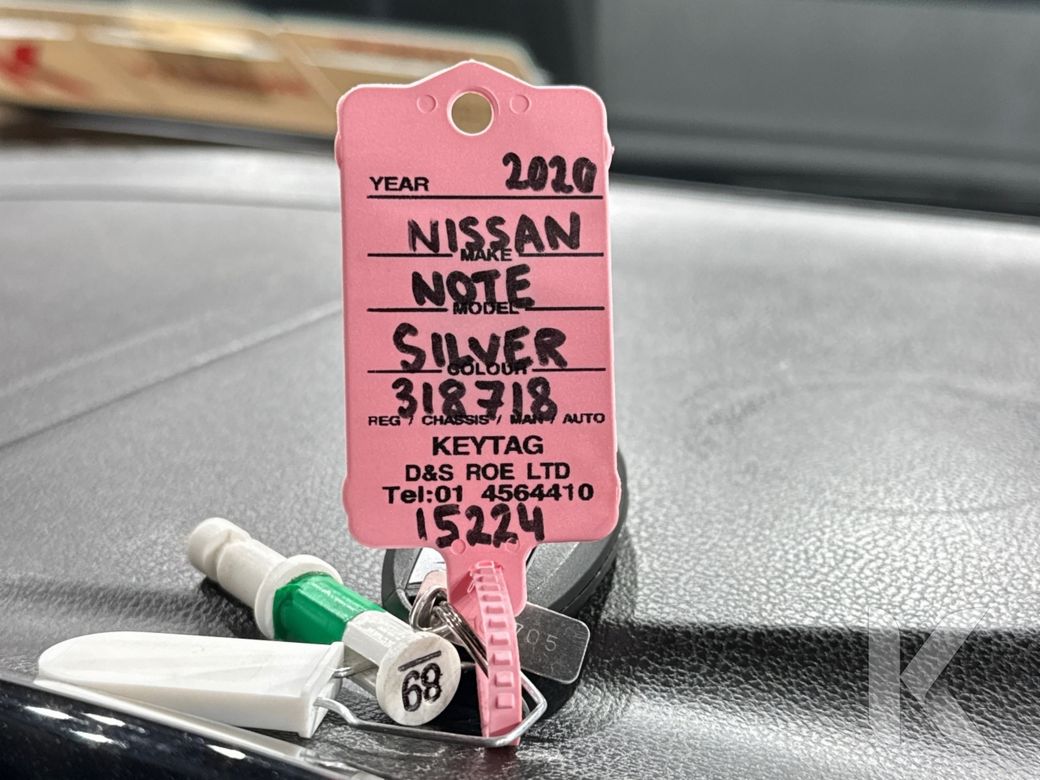 YEAR 2020
NISSAN
MAKE
NOTE
MODEL
SILVER
COLOUR
318718
REG / CHASSIS / MAN / AUTO
KEYTAG
D&S ROE LTD
Tel:01 4564410
15224
705
68
K